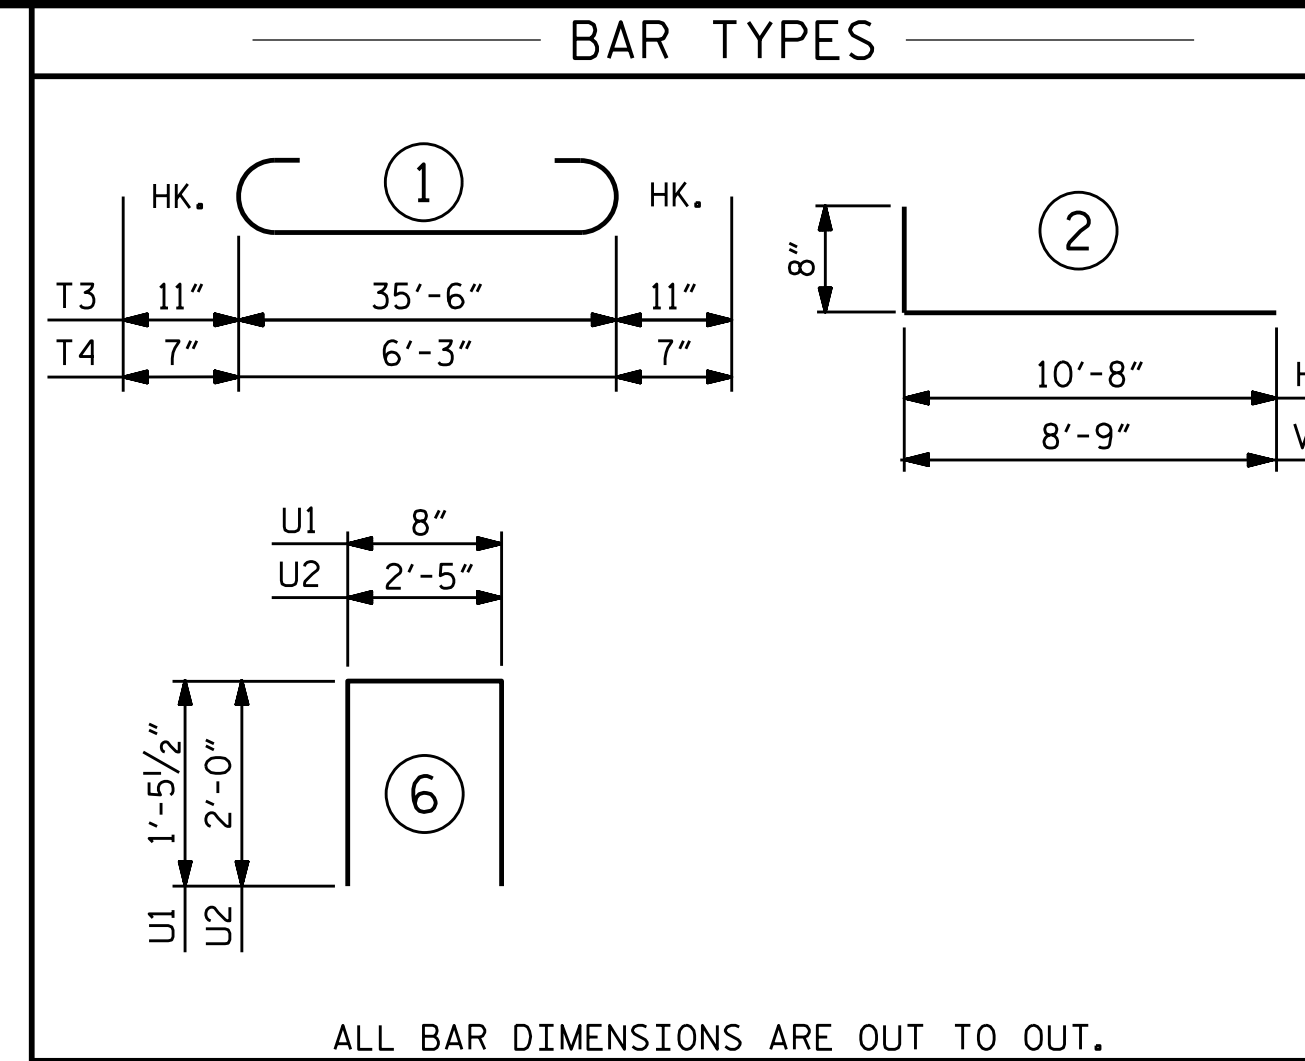 BAR TYPES
HK. 1 HK.
T3 11" 35'-6" 11"
T4 7" 6'-3" 7"
8" 2
10'-8"
8'-9"
U1 8"
U2 2'-5"
1'-5 1/2" 2'-0"
6
U1 U2
ALL BAR DIMENSIONS ARE OUT TO OUT.